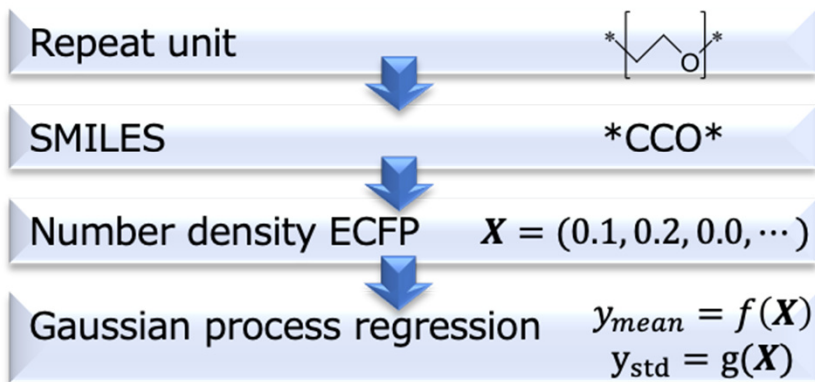 Repeat unit
* O *
SMILES *CCO*
Number density ECFP X = (0.1, 0.2, 0.0, ⋯)
Gaussian process regression y_mean = f(X)
y_std = g(X)